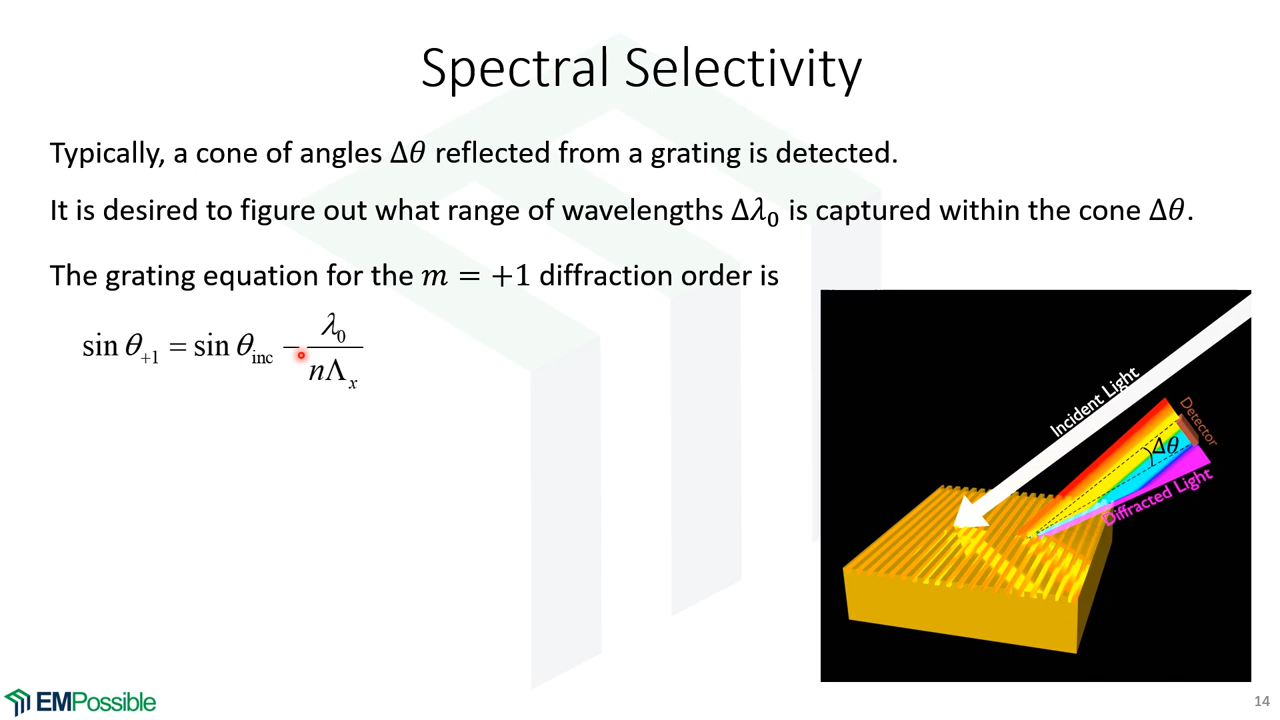 Spectral Selectivity
Typically, a cone of angles Δ𝜃 reflected from a grating is detected.
It is desired to figure out what range of wavelengths Δ𝜆₀ is captured within the cone Δ𝜃.
The grating equation for the 𝑚 = +1 diffraction order is
sin θ₊₁ = sin θ_inc − λ₀ / nΛₓ
Incident Light
Detector
Δ𝜃
Diffracted Light
EMPossible
14